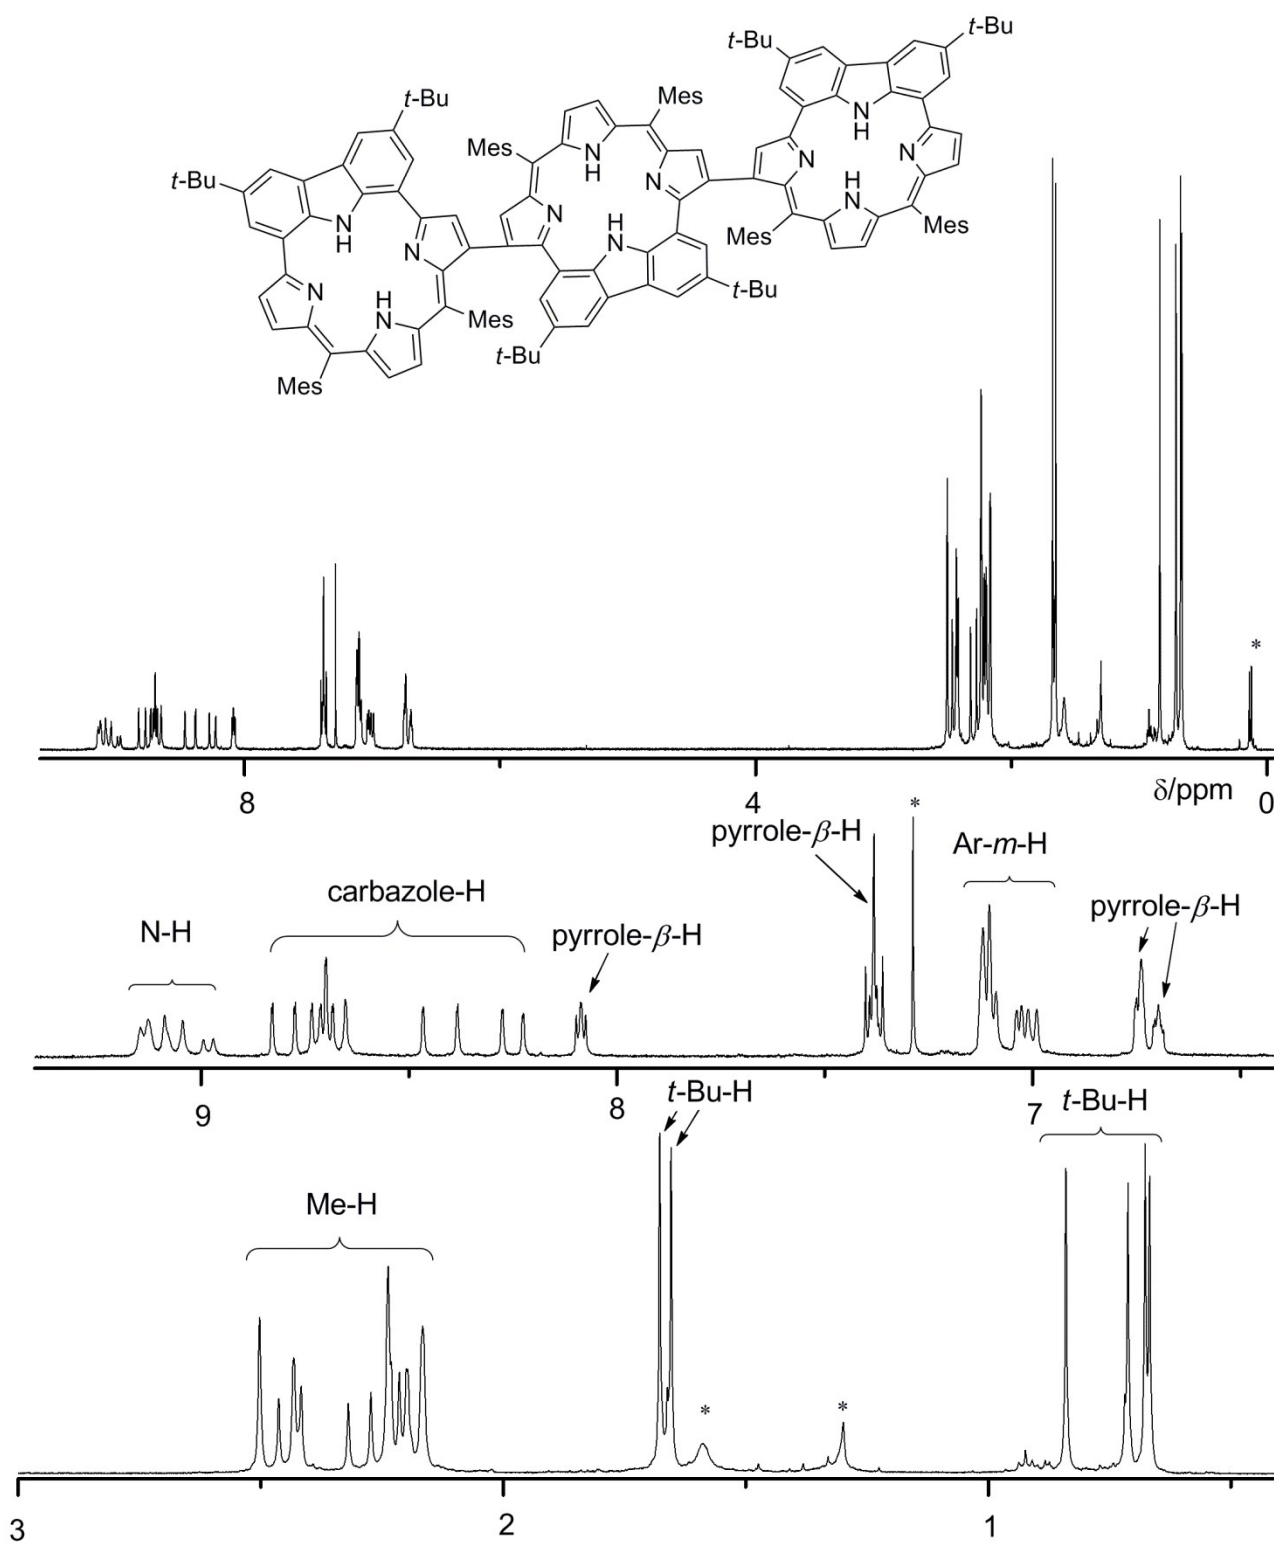 t-Bu
t-Bu
t-Bu
Mes
Mes
t-Bu
N
H
N
H
N
N
H
N
N
H
N
N
H
N
N
H
N
N
H
N
Mes
Mes
t-Bu
Mes
t-Bu
Mes
*
8
4
δ/ppm
0
pyrrole-β-H
*
Ar-m-H
carbazole-H
N-H
pyrrole-β-H
pyrrole-β-H
9
8
7
t-Bu-H
t-Bu-H
Me-H
*
*
3
2
1